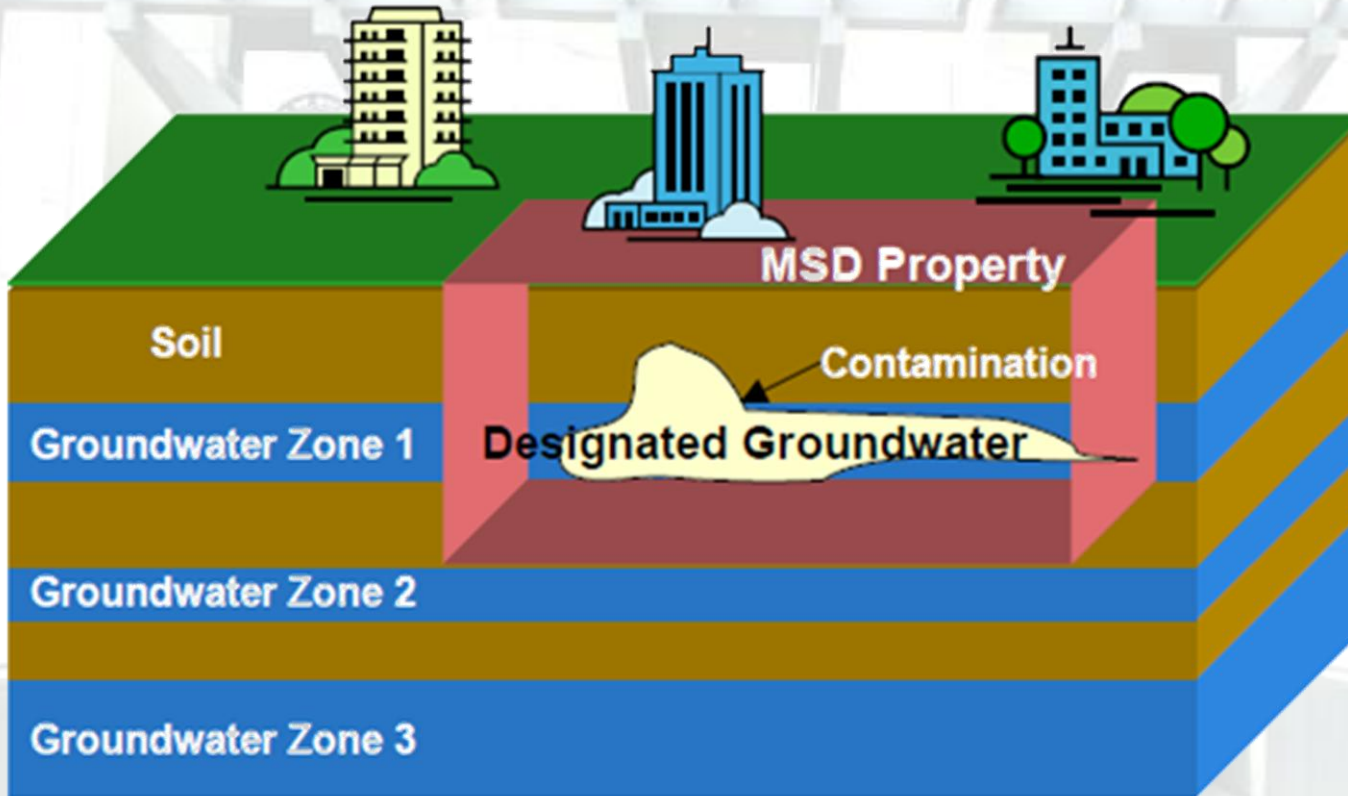 MSD Property
Soil
Contamination
Groundwater Zone 1
Designated Groundwater
Groundwater Zone 2
Groundwater Zone 3